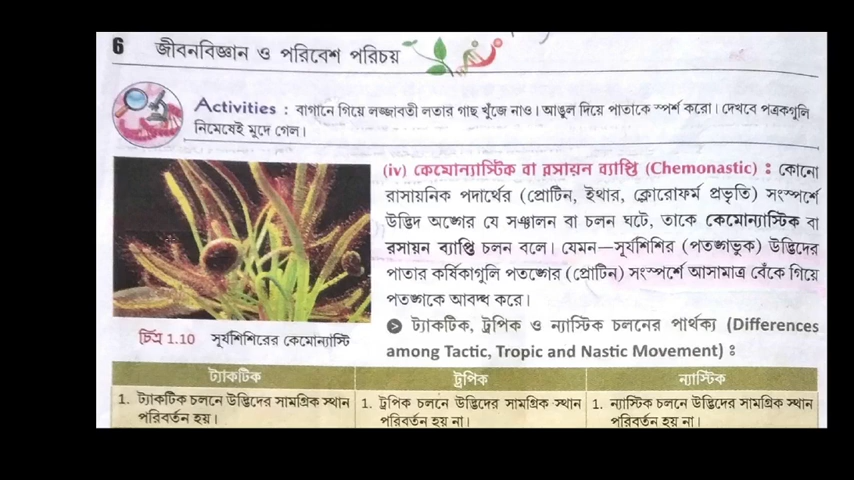 6 জীবনবিজ্ঞান ও পরিবেশ পরিচয়
Activities : বাগানে গিয়ে লজ্জাবতী লতার গাছ খুঁজে নাও। আঙুল দিয়ে পাতাকে স্পর্শ করো। দেখবে পত্রকগুলি
নিমেষেই মুদে গেল।
(iv) কেমোন্যাস্টিক বা রসায়ন ব্যাপ্তি (Chemonastic) : কোনো
রাসায়নিক পদার্থের (প্রোটিন, ইথার, ক্লোরোফর্ম প্রভৃতি) সংস্পর্শে
উদ্ভিদ অঙ্গের যে সঞ্চালন বা চলন ঘটে, তাকে কেমোন্যাস্টিক বা
রসায়ন ব্যাপ্তি চলন বলে। যেমন—সূর্যশিশির (পতঙ্গভুক) উদ্ভিদের
পাতার কর্ষিকাগুলি পতঙ্গের (প্রোটিন) সংস্পর্শে আসামাত্র বেঁকে গিয়ে
পতঙ্গকে আবদ্ধ করে।
চিত্র 1.10 সূর্যশিশিরের কেমোন্যাস্টি
ট্যাকটিক, ট্রপিক ও ন্যাস্টিক চলনের পার্থক্য (Differences
among Tactic, Tropic and Nastic Movement) :
ট্যাকটিক ট্রপিক ন্যাস্টিক
1. ট্যাকটিক চলনে উদ্ভিদের সামগ্রিক স্থান
পরিবর্তন হয়।
1. ট্রপিক চলনে উদ্ভিদের সামগ্রিক স্থান
পরিবর্তন হয় না।
1. ন্যাস্টিক চলনে উদ্ভিদের সামগ্রিক স্থান
পরিবর্তন হয় না।